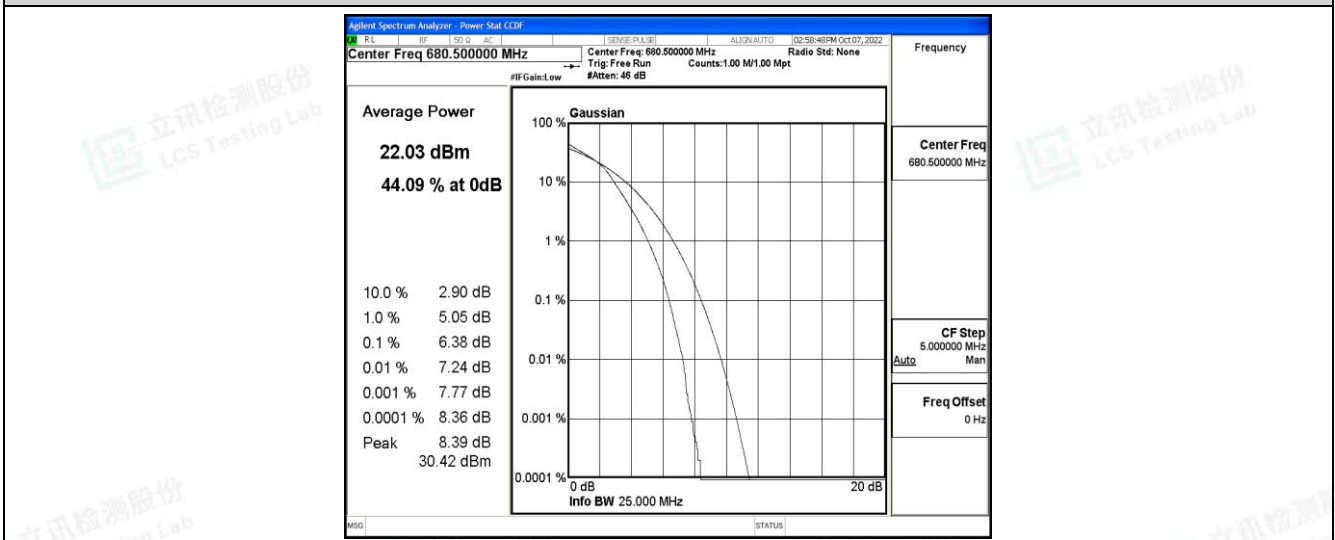 Agilent Spectrum Analyzer - Power Stat CCDF
RL RF 50 Ω AC SENSE:PULSE ALIGN AUTO 02:58:48PM Oct 07, 2022
Center Freq 680.500000 MHz
Center Freq: 680.500000 MHz Radio Std: None
Trig: Free Run Counts:1.00 M/1.00 Mpt
#IFGain:Low #Atten: 46 dB
Average Power
22.03 dBm
44.09 % at 0dB
10.0 % 2.90 dB
1.0 % 5.05 dB
0.1 % 6.38 dB
0.01 % 7.24 dB
0.001 % 7.77 dB
0.0001 % 8.36 dB
Peak 8.39 dB
30.42 dBm
Gaussian
100 %
10 %
1 %
0.1 %
0.01 %
0.001 %
0.0001 %
0 dB 20 dB
Info BW 25.000 MHz
Frequency
Center Freq
680.500000 MHz
CF Step
5.000000 MHz
Auto Man
Freq Offset
0 Hz
MSG STATUS
立讯检测股份
LCS Testing Lab
立讯检测股份
LCS Testing Lab
立讯检测股份